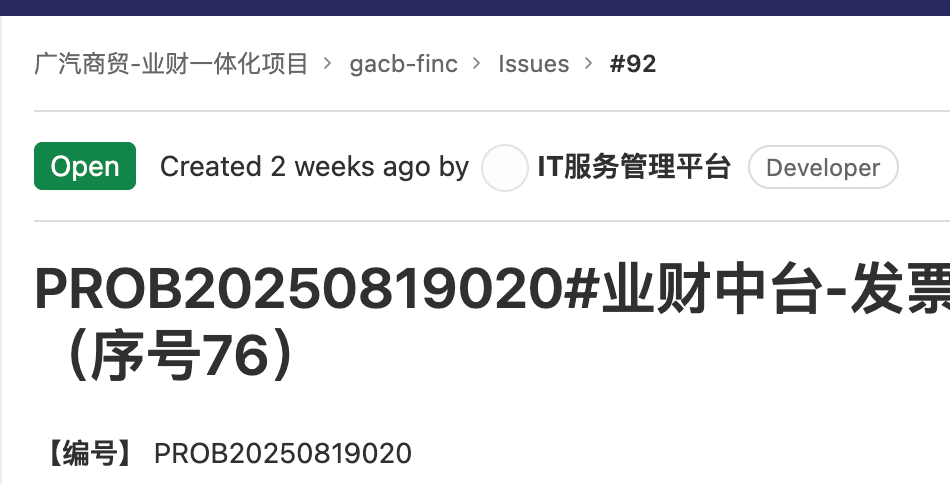 广汽商贸-业财一体化项目 > gacb-finc > Issues > #92
Open Created 2 weeks ago by IT服务管理平台 Developer
PROB20250819020#业财中台-发票
（序号76）
【编号】 PROB20250819020